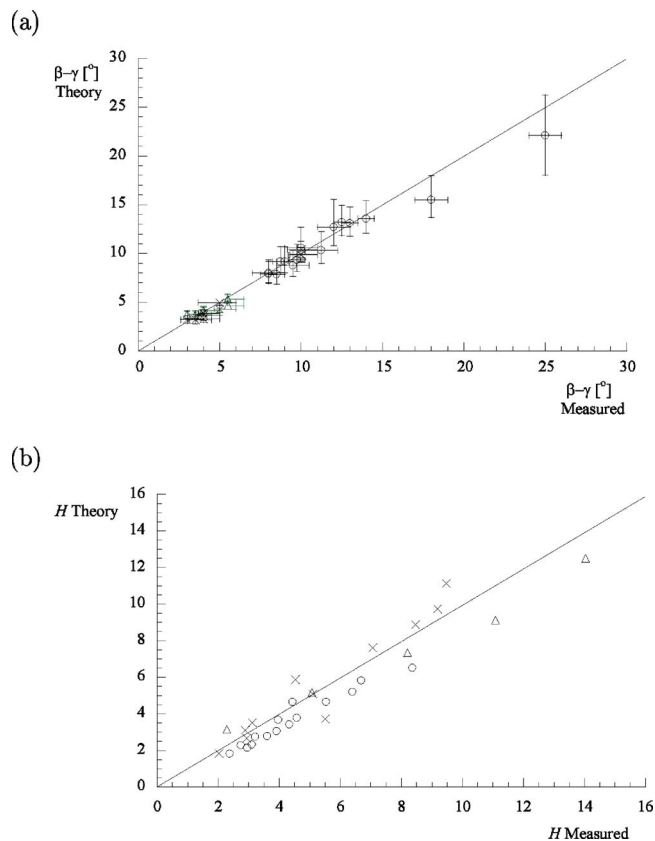 (a)
β–γ [°]
Theory
30
25
20
15
10
5
0
0 5 10 15 20 25 30
β–γ [°]
Measured
(b)
H Theory
16
14
12
10
8
6
4
2
0
0 2 4 6 8 10 12 14 16
H Measured